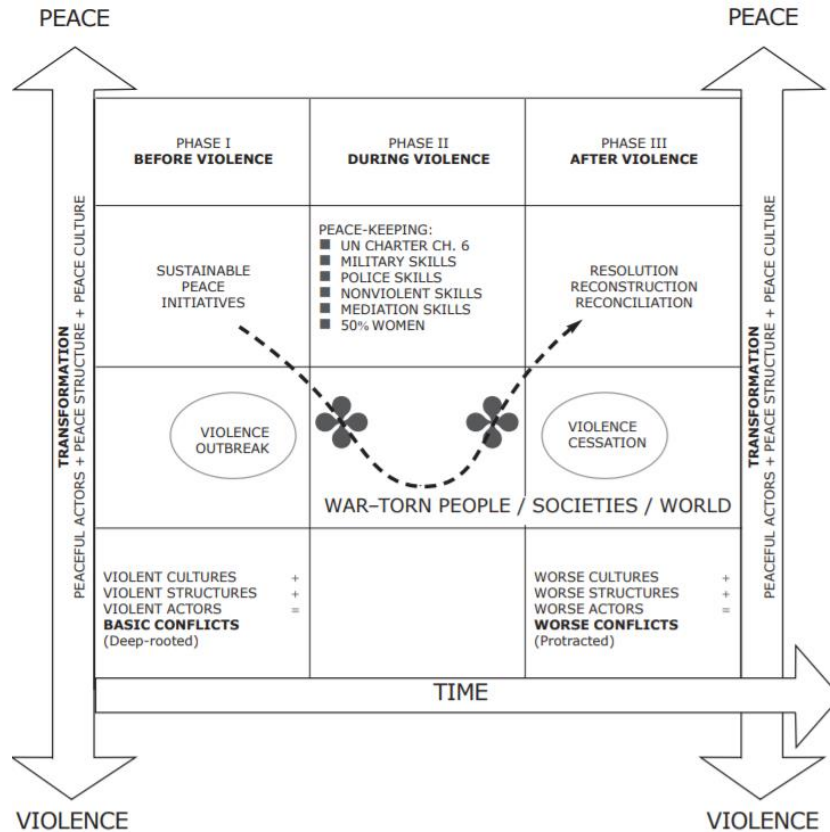 PEACE
PEACE
PHASE I
BEFORE VIOLENCE
PHASE II
DURING VIOLENCE
PHASE III
AFTER VIOLENCE
SUSTAINABLE
PEACE
INITIATIVES
PEACE-KEEPING:
■ UN CHARTER CH. 6
■ MILITARY SKILLS
■ POLICE SKILLS
■ NONVIOLENT SKILLS
■ MEDIATION SKILLS
■ 50% WOMEN
RESOLUTION
RECONSTRUCTION
RECONCILIATION
TRANSFORMATION
PEACEFUL ACTORS + PEACE STRUCTURE + PEACE CULTURE
VIOLENCE
OUTBREAK
VIOLENCE
CESSATION
WAR–TORN PEOPLE / SOCIETIES / WORLD
TRANSFORMATION
PEACEFUL ACTORS + PEACE STRUCTURE + PEACE CULTURE
VIOLENT CULTURES +
VIOLENT STRUCTURES +
VIOLENT ACTORS =
BASIC CONFLICTS
(Deep-rooted)
WORSE CULTURES +
WORSE STRUCTURES +
WORSE ACTORS =
WORSE CONFLICTS
(Protracted)
TIME
VIOLENCE
VIOLENCE